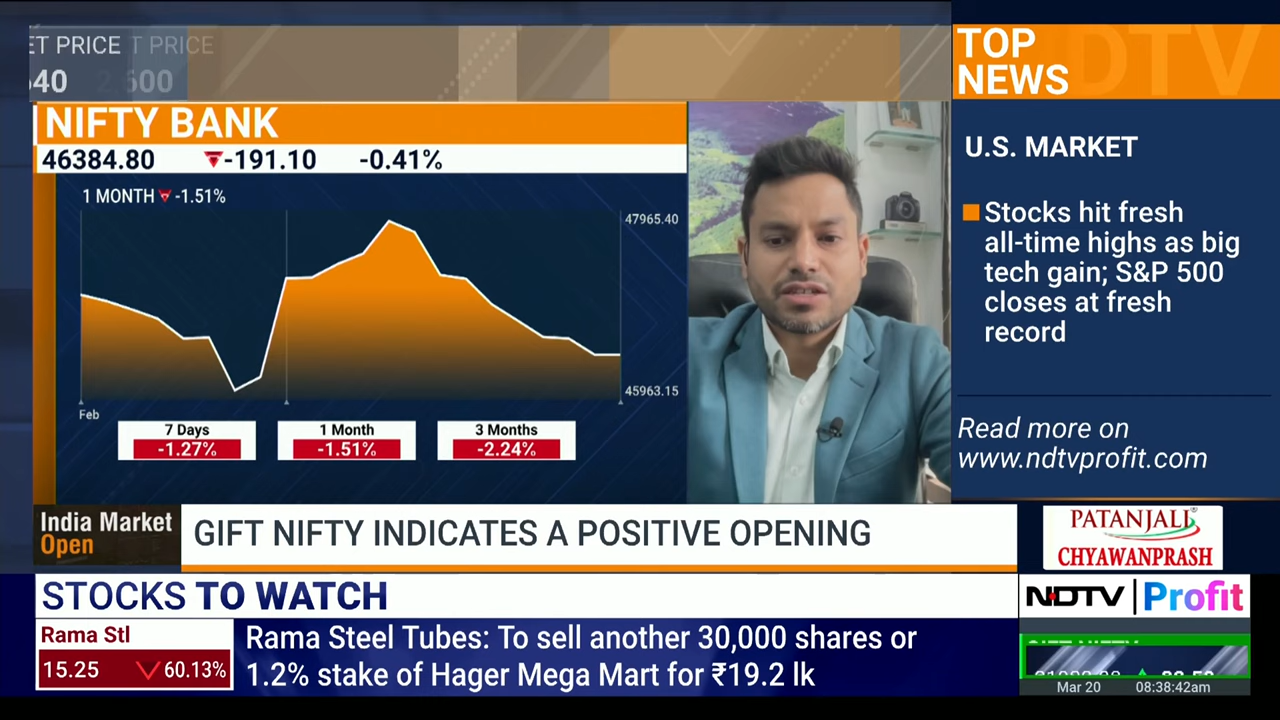 ET PRICE T PRICE
40 2,600
NIFTY BANK
46384.80 -191.10 -0.41%
1 MONTH -1.51%
47965.40
45963.15
Feb
7 Days
-1.27%
1 Month
-1.51%
3 Months
-2.24%
TOP
NEWS
NDTV
U.S. MARKET
Stocks hit fresh
all-time highs as big
tech gain; S&P 500
closes at fresh
record
Read more on
www.ndtvprofit.com
India Market
Open
GIFT NIFTY INDICATES A POSITIVE OPENING
PATANJALI®
CHYAWANPRASH
STOCKS TO WATCH
NDTV Profit
Rama Stl
15.25 60.13%
Rama Steel Tubes: To sell another 30,000 shares or
1.2% stake of Hager Mega Mart for ₹19.2 lk
Mar 20 08:38:42am